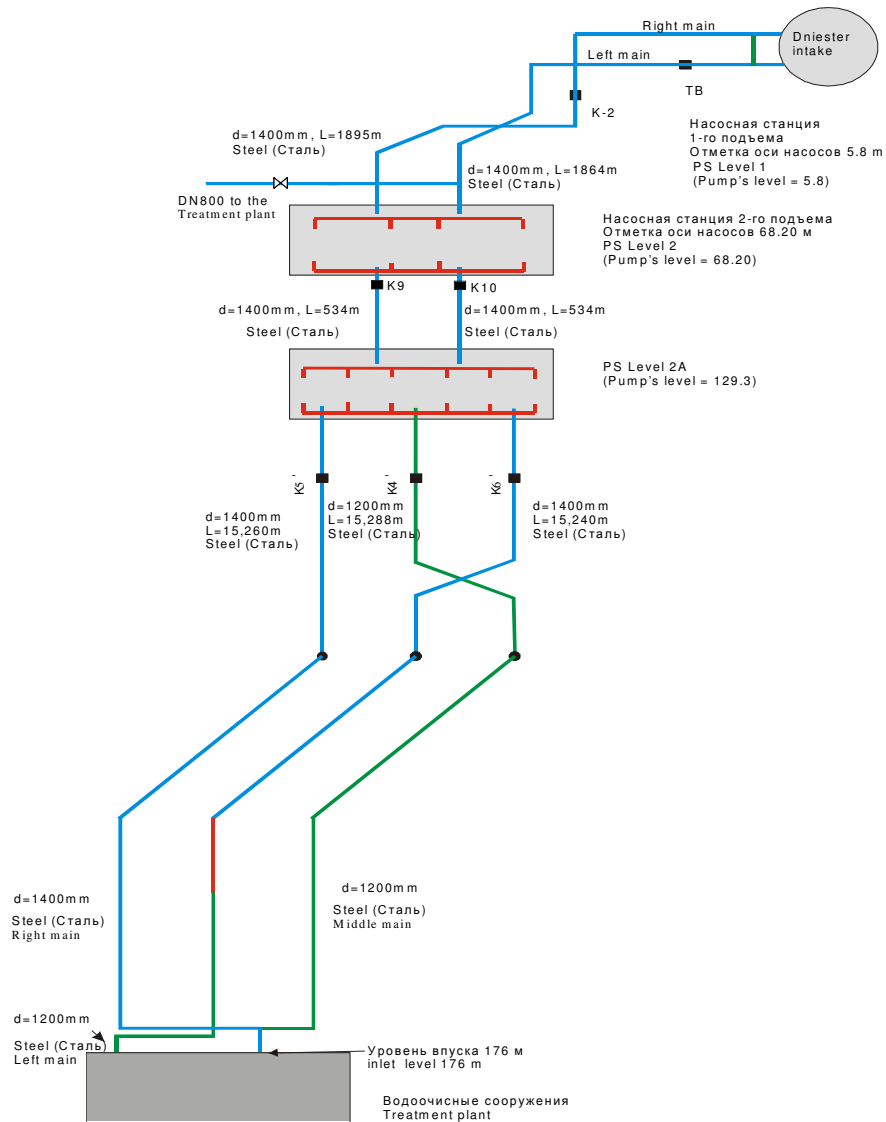 Right main
Dniester
intake
Left main
TB
K-2
Насосная станция
1-го подъема
Отметка оси насосов 5.8 m
PS Level 1
(Pump's level = 5.8)
d=1400mm, L=1895m
Steel (Сталь)
d=1400mm, L=1864m
Steel (Сталь)
DN800 to the
Treatment plant
Насосная станция 2-го подъема
Отметка оси насосов 68.20 м
PS Level 2
(Pump's level = 68.20)
K9
K10
d=1400mm, L=534m
Steel (Сталь)
d=1400mm, L=534m
Steel (Сталь)
PS Level 2A
(Pump's level = 129.3)
K5'
K4'
K6'
d=1400mm
L=15,260m
Steel (Сталь)
d=1200mm
L=15,288m
Steel (Сталь)
d=1400mm
L=15,240m
Steel (Сталь)
d=1400mm
Steel (Сталь)
Right main
d=1200mm
Steel (Сталь)
Middle main
d=1200mm
Steel (Сталь)
Left main
Уровень впуска 176 м
inlet level 176 m
Водоочисные сооружения
Treatment plant